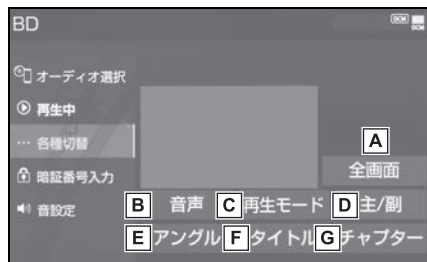 BD
オーディオ選択
再生中
各種切替
暗証番号入力
音設定
A
全画面
B 音声 C 再生モード D 主/副
E アングル F タイトル G チャプター